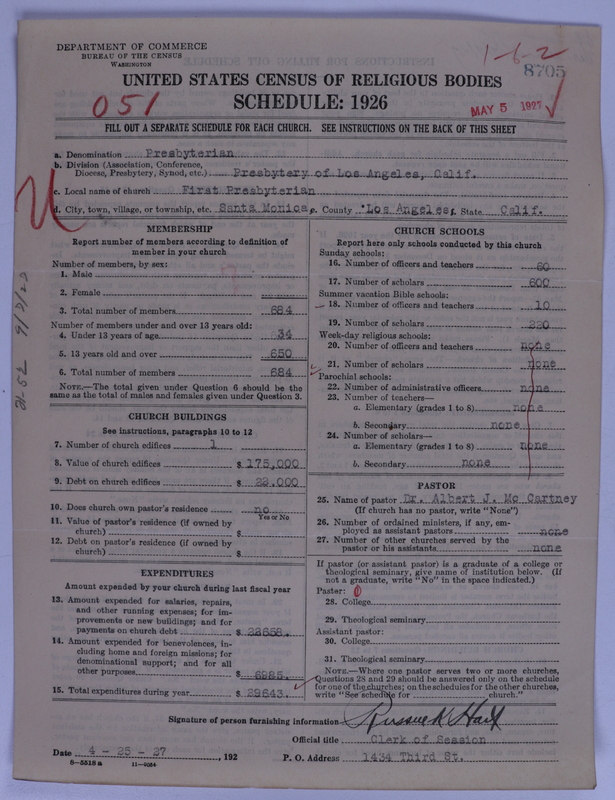 DEPARTMENT OF COMMERCE
BUREAU OF THE CENSUS
WASHINGTON
1-6-2
8705
UNITED STATES CENSUS OF RELIGIOUS BODIES
SCHEDULE: 1926
051
MAY 5 1927
FILL OUT A SEPARATE SCHEDULE FOR EACH CHURCH. SEE INSTRUCTIONS ON THE BACK OF THIS SHEET
a. Denomination Presbyterian
b. Division (Association, Conference,
Diocese, Presbytery, Synod, etc.) Presbytery of Los Angeles, Calif.
c. Local name of church First Presbyterian
d. City, town, village, or township, etc. Santa Monica, e. County Los Angeles, f. State Calif.
MEMBERSHIP
Report number of members according to definition of
member in your church
Number of members, by sex:
1. Male
2. Female
3. Total number of members 684
Number of members under and over 13 years old:
4. Under 13 years of age 34
5. 13 years old and over 650
6. Total number of members 684
NOTE.—The total given under Question 6 should be the
same as the total of males and females given under Question 3.
CHURCH BUILDINGS
See instructions, paragraphs 10 to 12
7. Number of church edifices 1
8. Value of church edifices $ 175,000
9. Debt on church edifices $ 22,000
10. Does church own pastor's residence no
Yes or No
11. Value of pastor's residence (if owned by
church) $
12. Debt on pastor's residence (if owned by
church) $
EXPENDITURES
Amount expended by your church during last fiscal year
13. Amount expended for salaries, repairs,
and other running expenses; for im-
provements or new buildings; and for
payments on church debt $ 22658.
14. Amount expended for benevolences, in-
cluding home and foreign missions; for
denominational support; and for all
other purposes $ 6985.
15. Total expenditures during year $ 29643.
CHURCH SCHOOLS
Report here only schools conducted by this church
Sunday schools:
16. Number of officers and teachers 60
17. Number of scholars 600
Summer vacation Bible schools:
18. Number of officers and teachers 10
19. Number of scholars 220
Week-day religious schools:
20. Number of officers and teachers none
21. Number of scholars none
Parochial schools:
22. Number of administrative officers none
23. Number of teachers—
a. Elementary (grades 1 to 8) none
b. Secondary none
24. Number of scholars—
a. Elementary (grades 1 to 8) none
b. Secondary none
PASTOR
25. Name of pastor Dr. Albert J. Mc Cartney
(If church has no pastor, write "None")
26. Number of ordained ministers, if any, em-
ployed as assistant pastors none
27. Number of other churches served by the
pastor or his assistants none
If pastor (or assistant pastor) is a graduate of a college or
theological seminary, give name of institution below. (If
not a graduate, write "No" in the space indicated.)
Pastor:
28. College
29. Theological seminary
Assistant pastor:
30. College
31. Theological seminary
NOTE.—Where one pastor serves two or more churches,
Questions 28 and 29 should be answered only on the schedule
for one of the churches; on the schedules for the other churches,
write "See schedule for church."
Signature of person furnishing information Russell K Hart
Official title Clerk of Session
Date 4 - 25 - 27, 192
P. O. Address 1434 Third St.
8-5518 a 11-9264